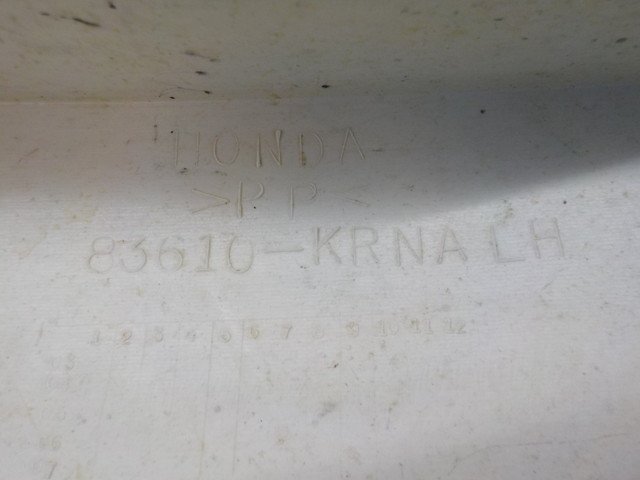 HONDA
>PP<
83610-KRNA LH
1 2 3 4 5 6 7 8 9 10 11 12